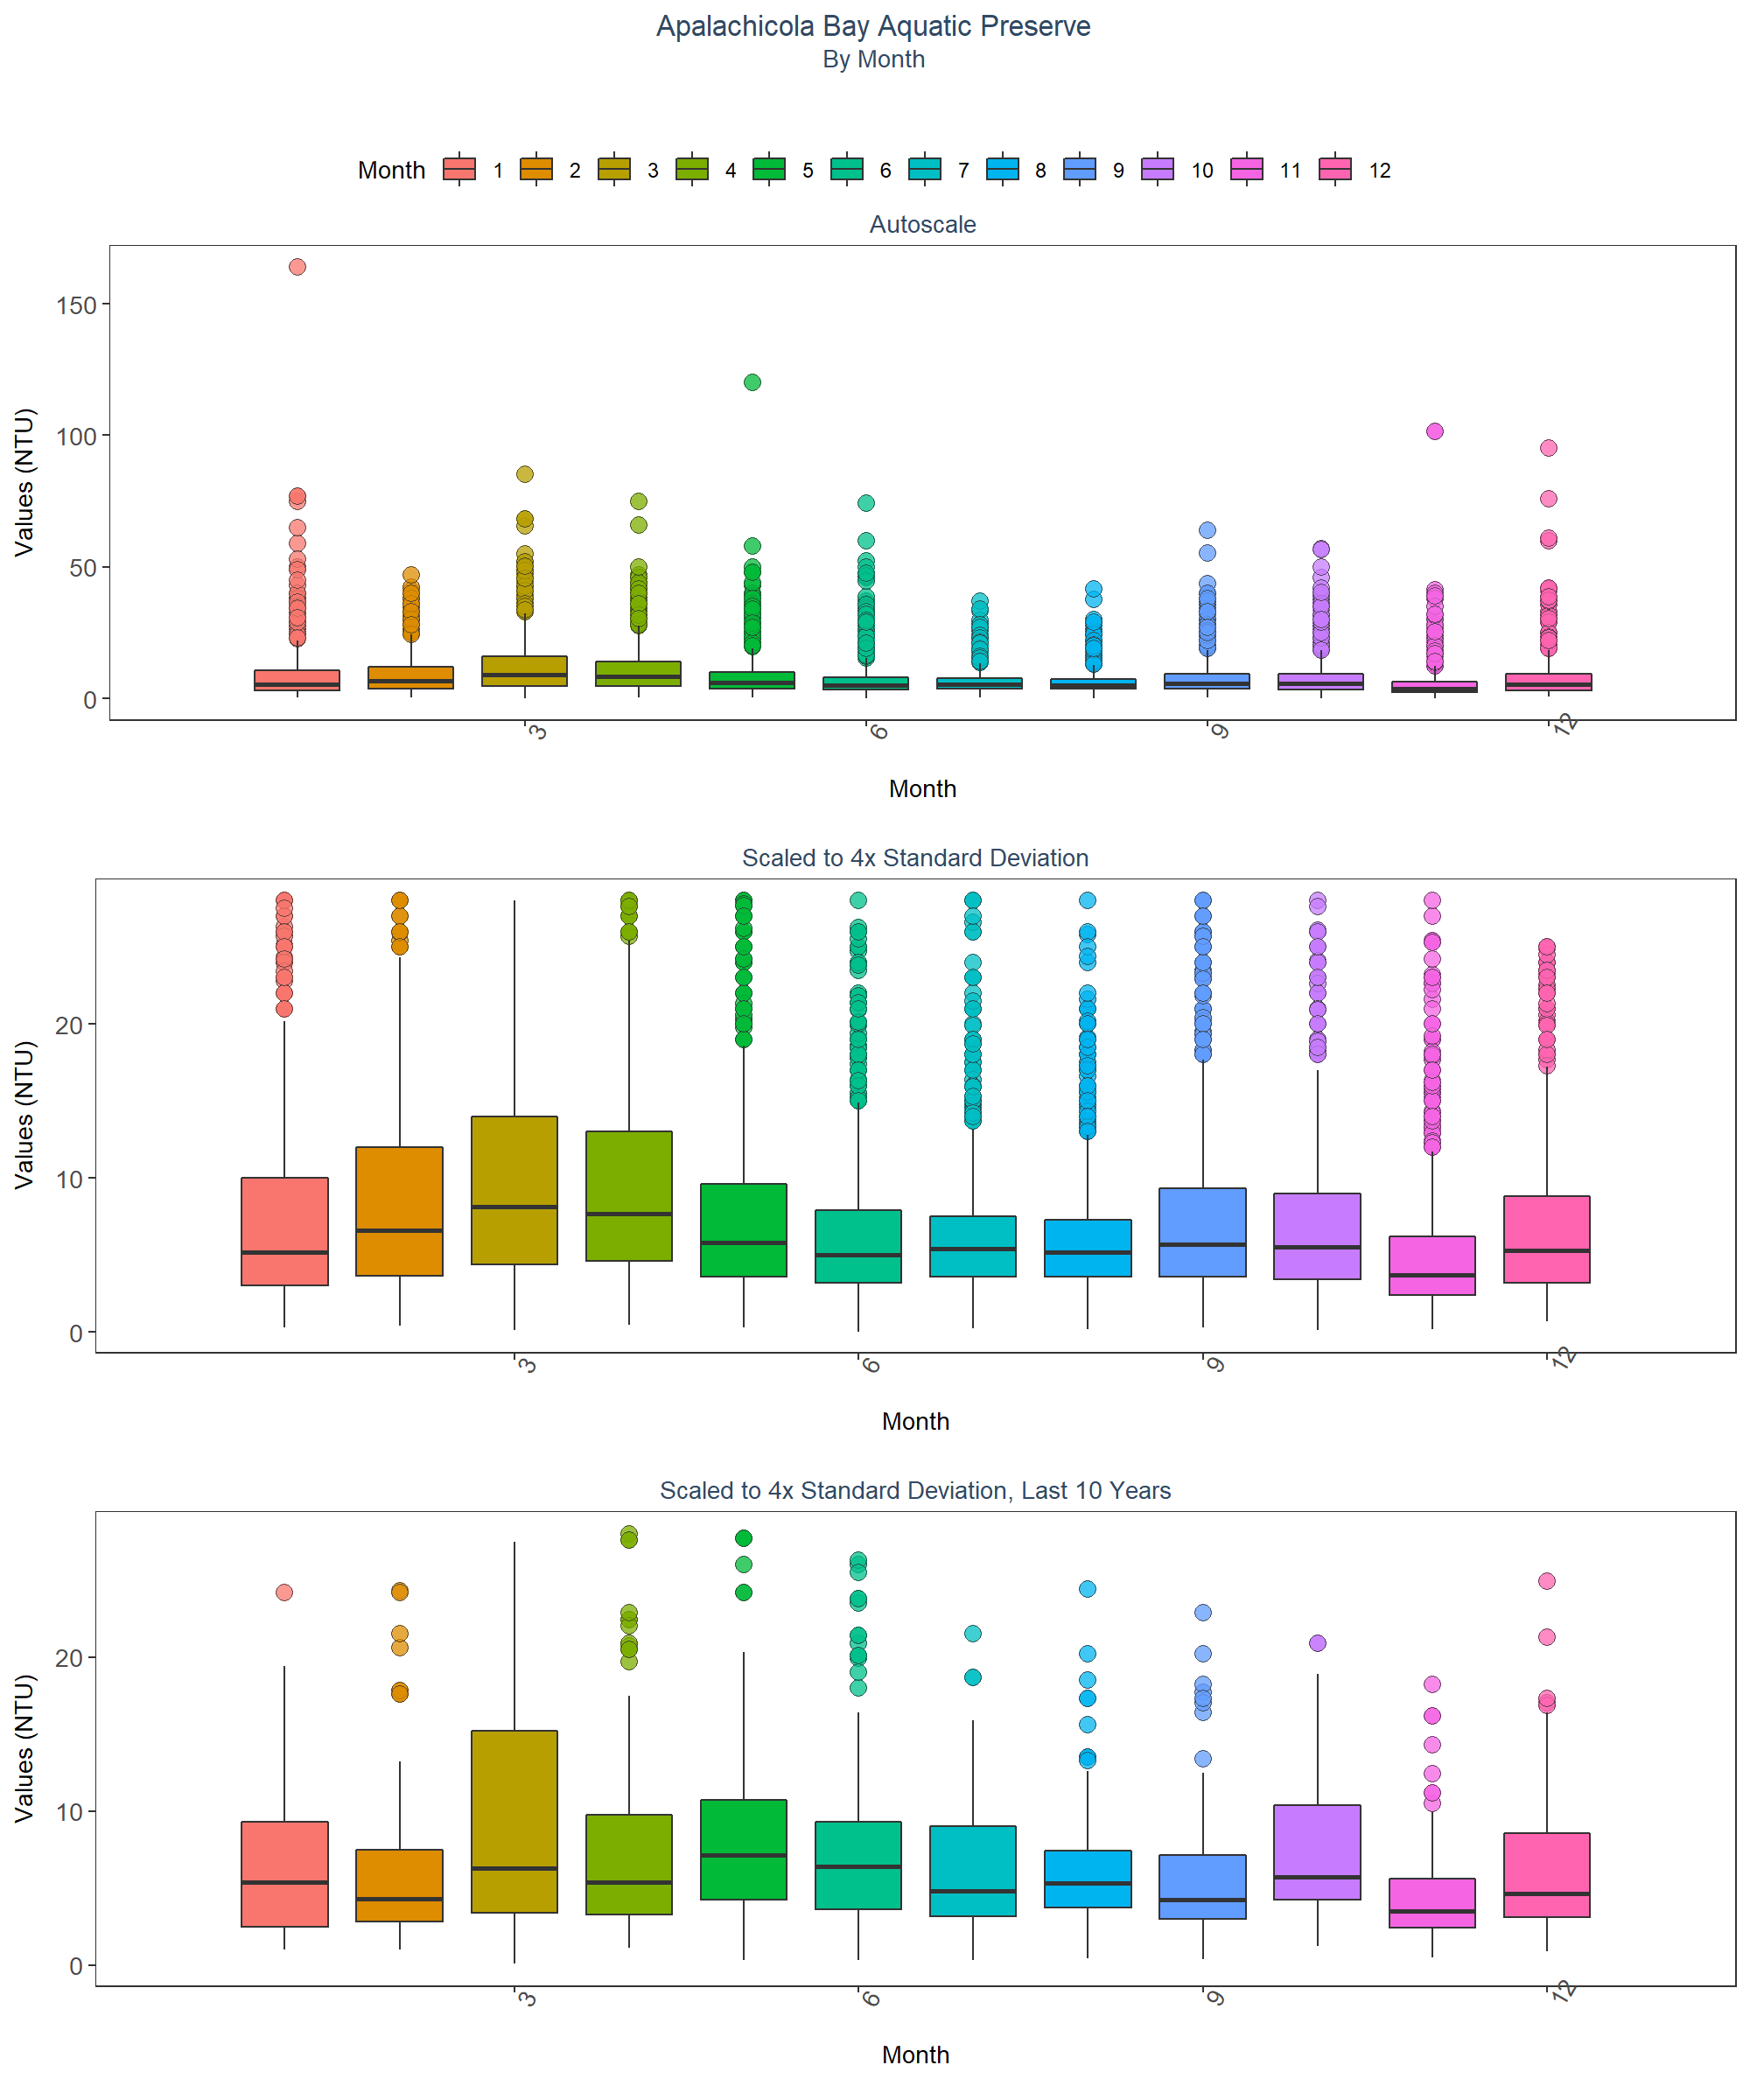 Apalachicola Bay Aquatic Preserve
By Month
Month 1 2 3 4 5 6 7 8 9 10 11 12
Autoscale
Values (NTU)
150
100
50
0
3 6 9 12
Month
Scaled to 4x Standard Deviation
Values (NTU)
20
10
0
3 6 9 12
Month
Scaled to 4x Standard Deviation, Last 10 Years
Values (NTU)
20
10
0
3 6 9 12
Month